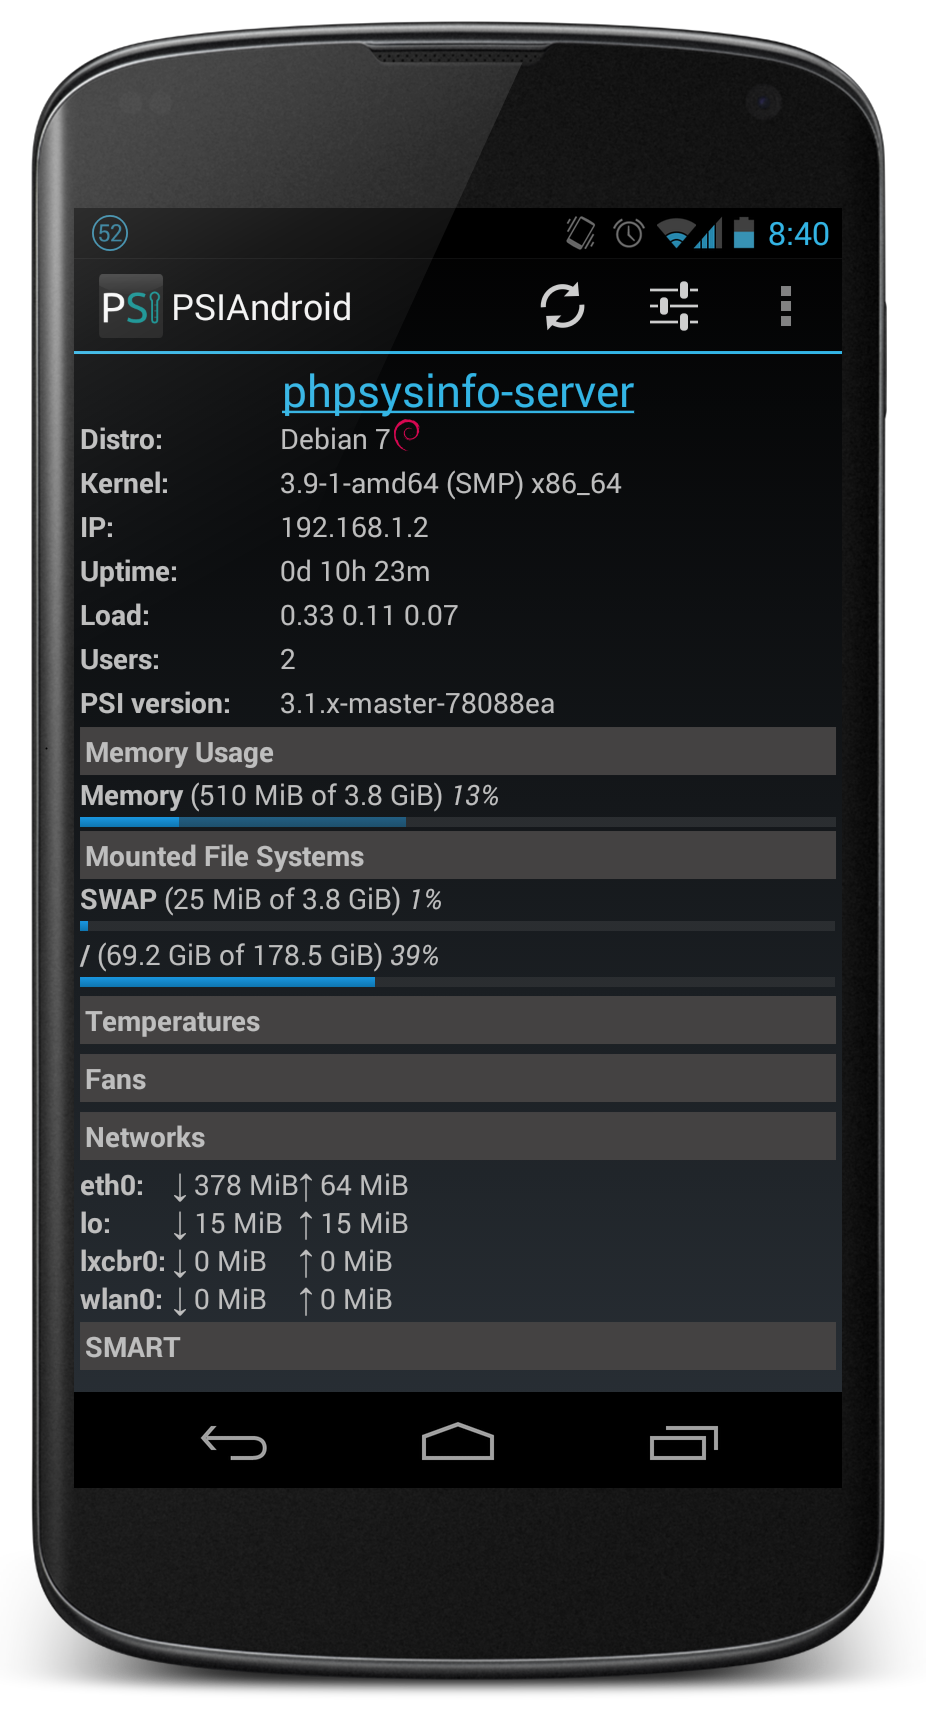 52 8:40
PSI PSIAndroid
phpsysinfo-server
Distro: Debian 7
Kernel: 3.9-1-amd64 (SMP) x86_64
IP: 192.168.1.2
Uptime: 0d 10h 23m
Load: 0.33 0.11 0.07
Users: 2
PSI version: 3.1.x-master-78088ea
Memory Usage
Memory (510 MiB of 3.8 GiB) 13%
Mounted File Systems
SWAP (25 MiB of 3.8 GiB) 1%
/ (69.2 GiB of 178.5 GiB) 39%
Temperatures
Fans
Networks
eth0: ↓ 378 MiB ↑ 64 MiB
lo: ↓ 15 MiB ↑ 15 MiB
lxcbr0: ↓ 0 MiB ↑ 0 MiB
wlan0: ↓ 0 MiB ↑ 0 MiB
SMART